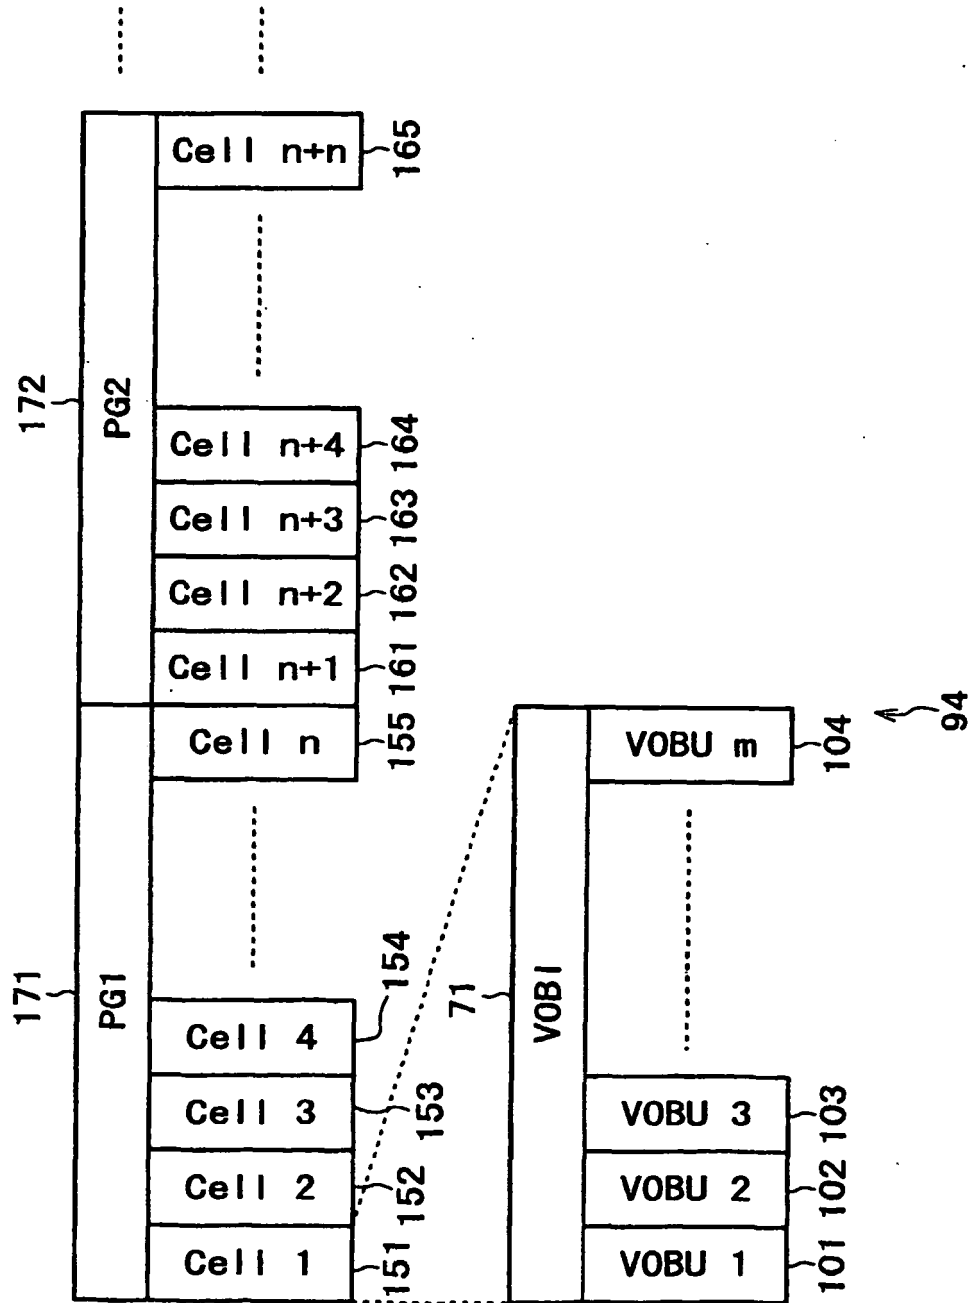 171
172
PG1
PG2
Cell 1
Cell 2
Cell 3
Cell 4
Cell n
Cell n+1
Cell n+2
Cell n+3
Cell n+4
Cell n+n
151
152
153
154
155
161
162
163
164
165
71
VOBI
VOBU 1
VOBU 2
VOBU 3
VOBU m
101
102
103
104
94